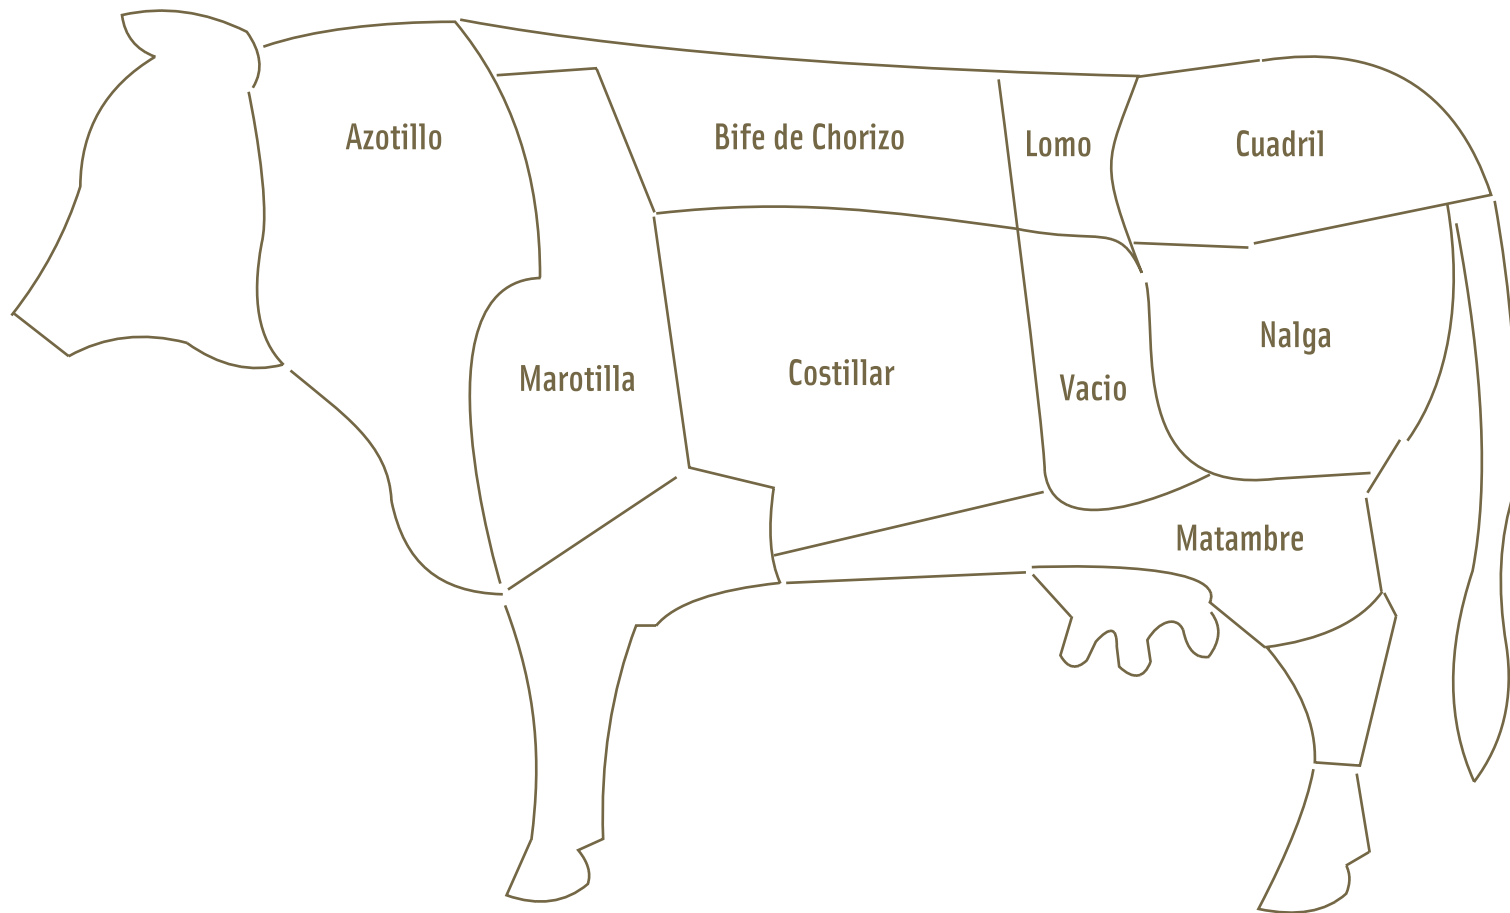 Azotillo
Bife de Chorizo
Lomo
Cuadril
Marotilla
Costillar
Vacio
Nalga
Matambre